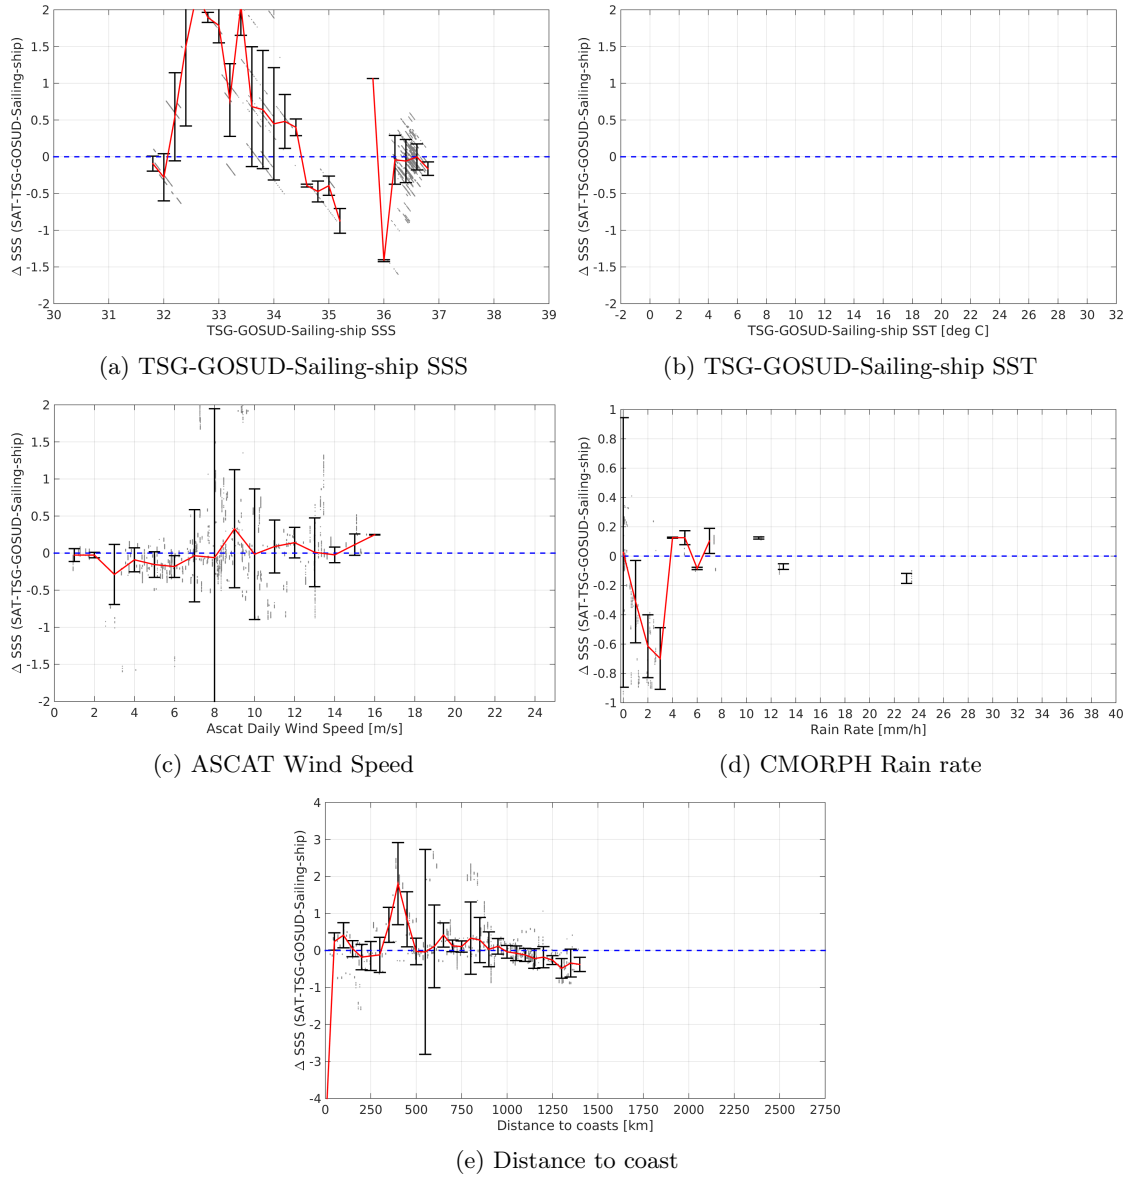 2
1.5
1
0.5
0
-0.5
-1
-1.5
-2
30 31 32 33 34 35 36 37 38 39
Δ SSS (SAT-TSG-GOSUD-Sailing-ship)
TSG-GOSUD-Sailing-ship SSS
(a) TSG-GOSUD-Sailing-ship SSS
2
1.5
1
0.5
0
-0.5
-1
-1.5
-2
-2 0 2 4 6 8 10 12 14 16 18 20 22 24 26 28 30 32
Δ SSS (SAT-TSG-GOSUD-Sailing-ship)
TSG-GOSUD-Sailing-ship SST [deg C]
(b) TSG-GOSUD-Sailing-ship SST
2
1.5
1
0.5
0
-0.5
-1
-1.5
-2
0 2 4 6 8 10 12 14 16 18 20 22 24
Δ SSS (SAT-TSG-GOSUD-Sailing-ship)
Ascat Daily Wind Speed [m/s]
(c) ASCAT Wind Speed
1
0.8
0.6
0.4
0.2
0
-0.2
-0.4
-0.6
-0.8
-1
0 2 4 6 8 10 12 14 16 18 20 22 24 26 28 30 32 34 36 38 40
Δ SSS (SAT-TSG-GOSUD-Sailing-ship)
Rain Rate [mm/h]
(d) CMORPH Rain rate
4
3
2
1
0
-1
-2
-3
-4
0 250 500 750 1000 1250 1500 1750 2000 2250 2500 2750
Δ SSS (SAT-TSG-GOSUD-Sailing-ship)
Distance to coasts [km]
(e) Distance to coast